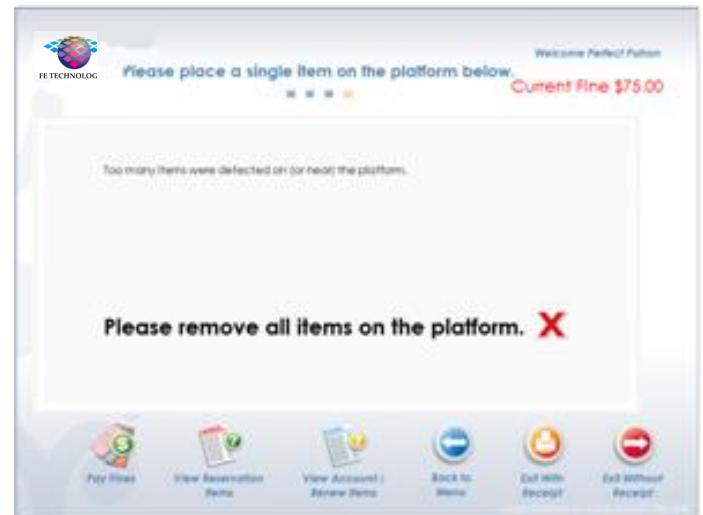 Welcome Perfect Patron
FE TECHNOLOG
Please place a single item on the platform below.
Current Fine $75.00
Too many items were detected on (or near) the platform.
Please remove all items on the platform. X
Pay Fines
View Reservation
Items
View Account /
Renew Items
Back to
Menu
Exit With
Receipt
Exit Without
Receipt